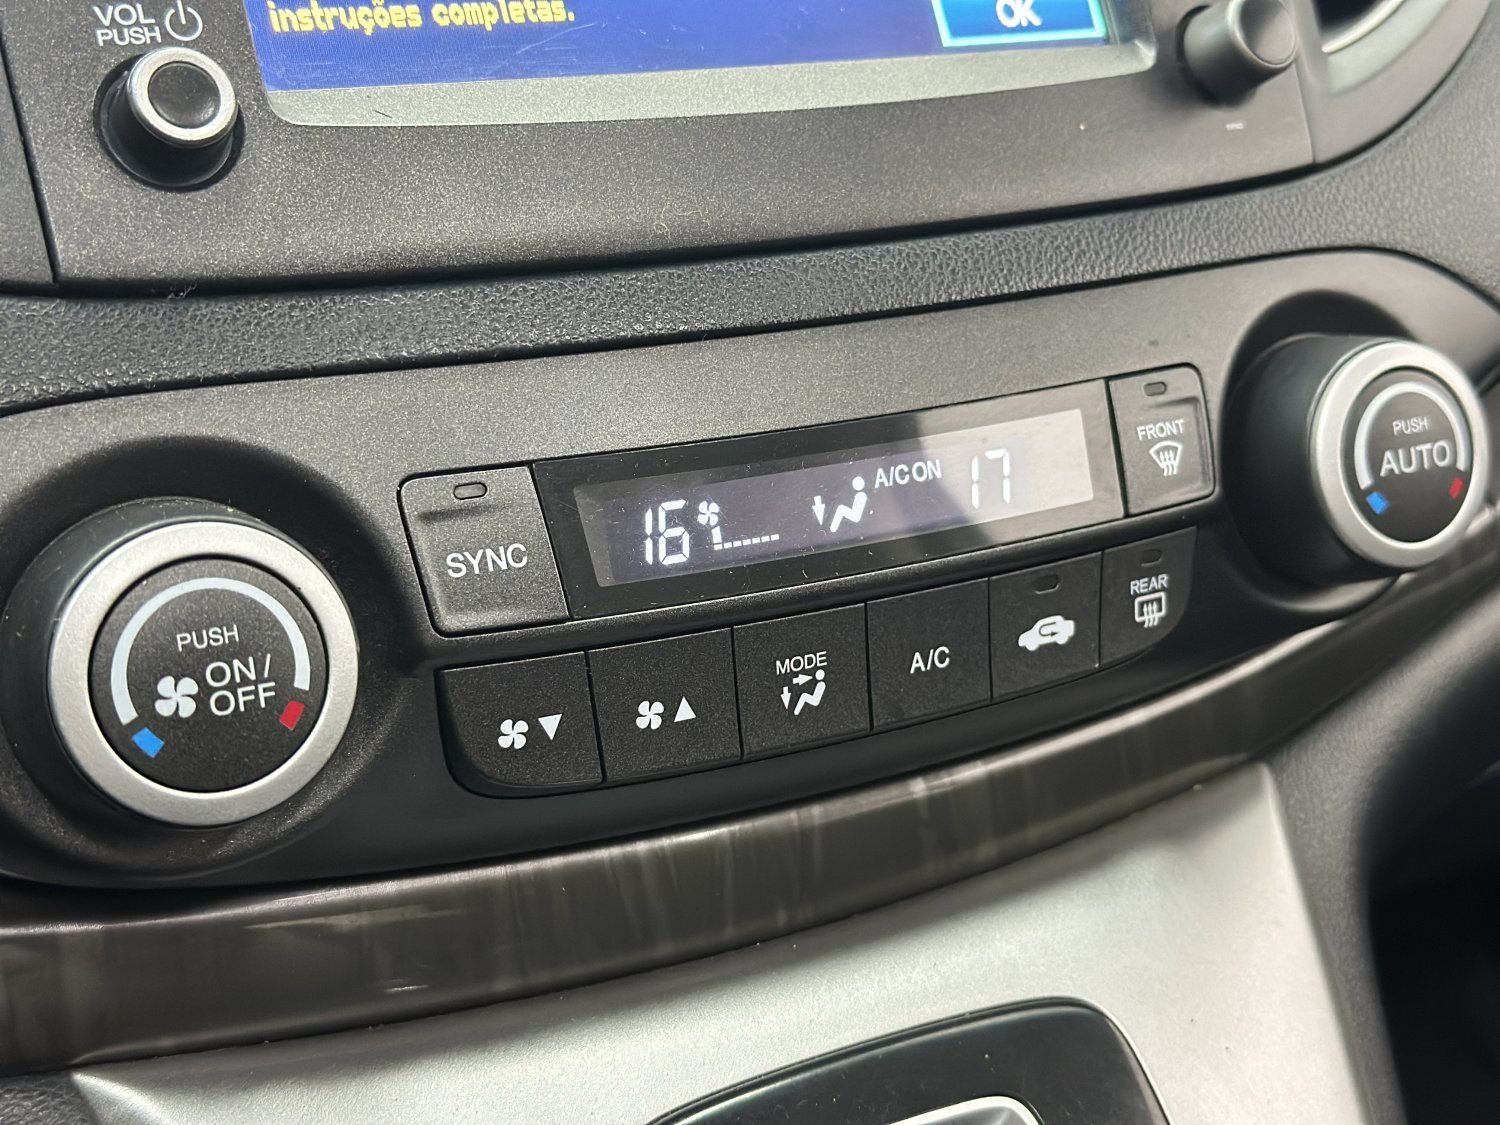 VOL
PUSH
instruções completas.
OK
16
A/C ON
17
FRONT
PUSH
AUTO
SYNC
PUSH
ON/
OFF
MODE
A/C
REAR